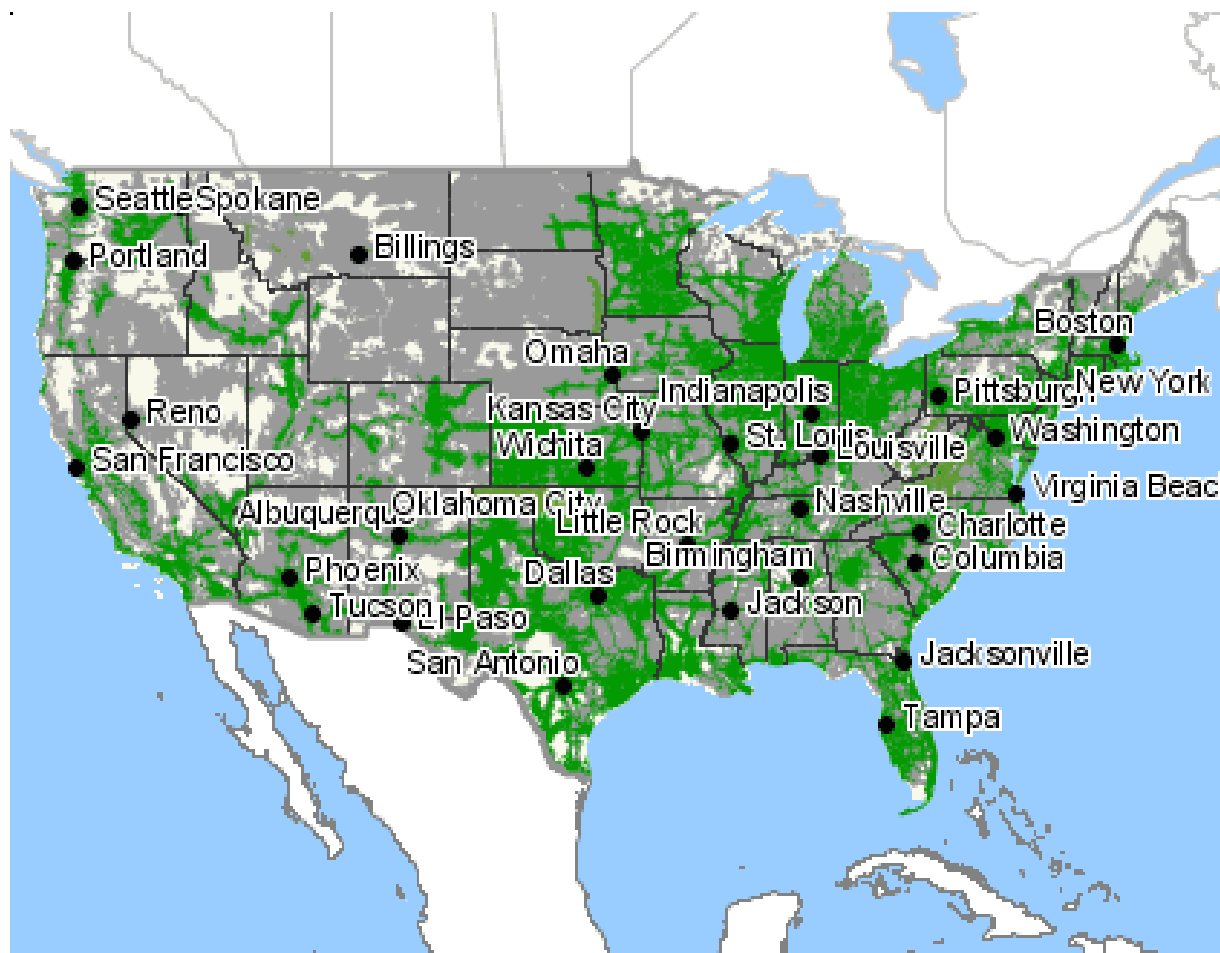 Seattle
Spokane
Portland
Billings
Boston
Omaha
Indianapolis
Pittsburg
New York
Reno
Kansas City
St. Louis
Washington
Wichita
Louisville
San Francisco
Virginia Beac
Albuquerque
Oklahoma City
Nashville
Little Rock
Charlotte
Birmingham
Columbia
Phoenix
Dallas
Tucson
El Paso
Jackson
San Antonio
Jacksonville
Tampa